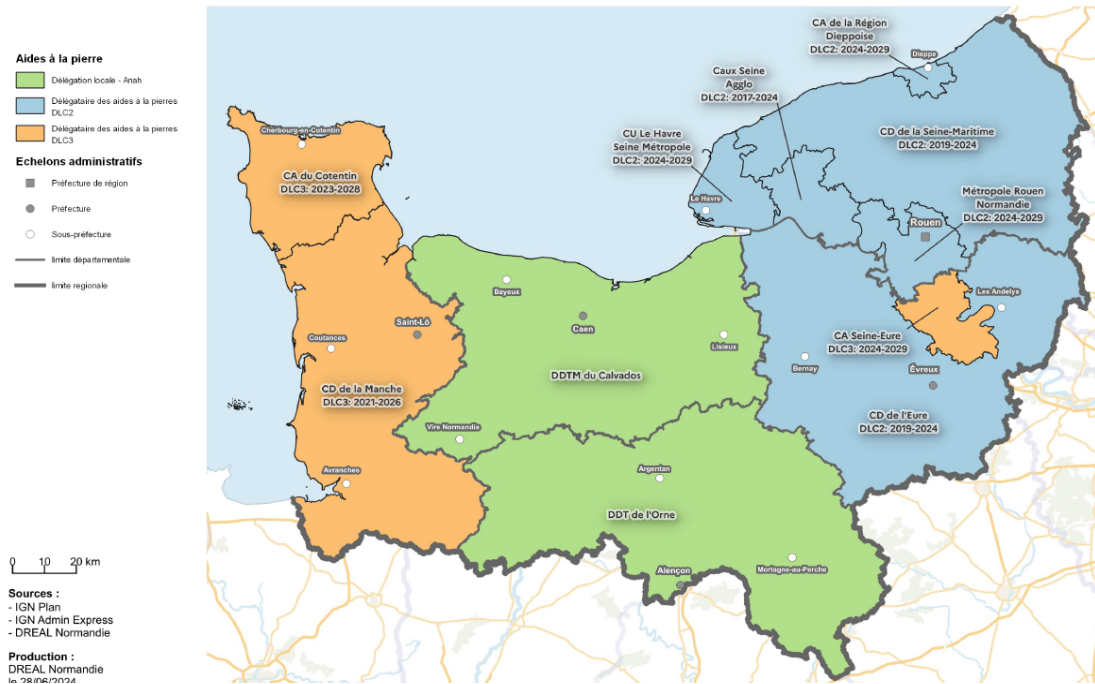 Aides à la pierre
Délégation locale - Anah
Délégataire des aides à la pierres
DLC2
Délégataire des aides à la pierres
DLC3
Echelons administratifs
Préfecture de région
Préfecture
Sous-préfecture
limite départementale
limite regionale
0 10 20 km
Sources :
- IGN Plan
- IGN Admin Express
- DREAL Normandie
Production :
DREAL Normandie
le 28/06/2024
CA de la Région
Dieppoise
DLC2: 2024-2029
Dieppe
Caux Seine
Agglo
DLC2: 2017-2024
CD de la Seine-Maritime
DLC2: 2019-2024
CU Le Havre
Seine Métropole
DLC2: 2024-2029
Le Havre
Métropole Rouen
Normandie
DLC2: 2024-2029
Rouen
Cherbourg-en-Cotentin
CA du Cotentin
DLC3: 2023-2028
Bayeux
Caen
Lisieux
Les Andelys
Saint-Lô
Coutances
CA Seine-Eure
DLC3: 2024-2029
Bernay
Évreux
CD de la Manche
DLC3: 2021-2026
DDTM du Calvados
CD de l'Eure
DLC2: 2019-2024
Vire Normandie
Avranches
Argentan
DDT de l'Orne
Alençon
Mortagne-au-Perche